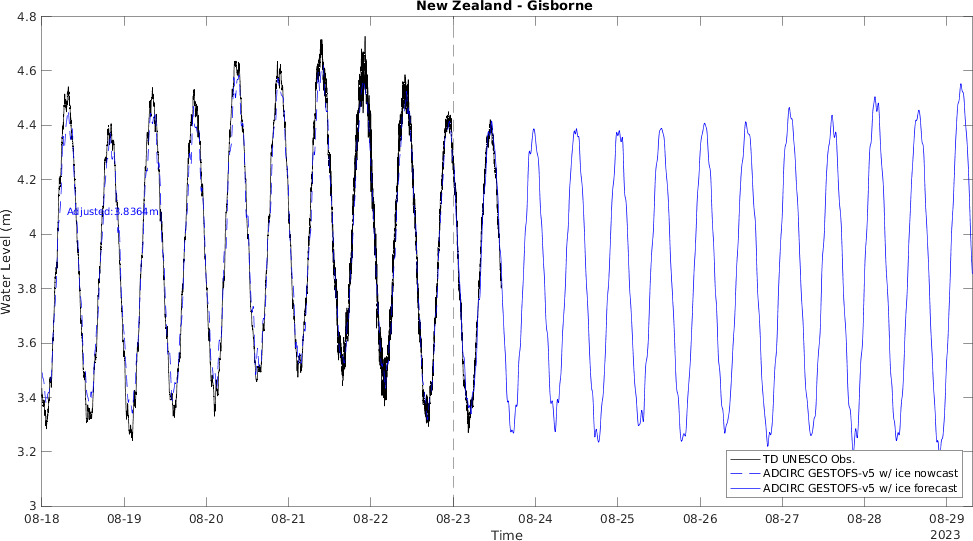 New Zealand - Gisborne
4.8
4.6
4.4
4.2
4
3.8
3.6
3.4
3.2
3
Water Level (m)
Adjusted:3.8364m
TD UNESCO Obs.
ADCIRC GESTOFS-v5 w/ ice nowcast
ADCIRC GESTOFS-v5 w/ ice forecast
08-18 08-19 08-20 08-21 08-22 08-23 08-24 08-25 08-26 08-27 08-28 08-29
2023
Time